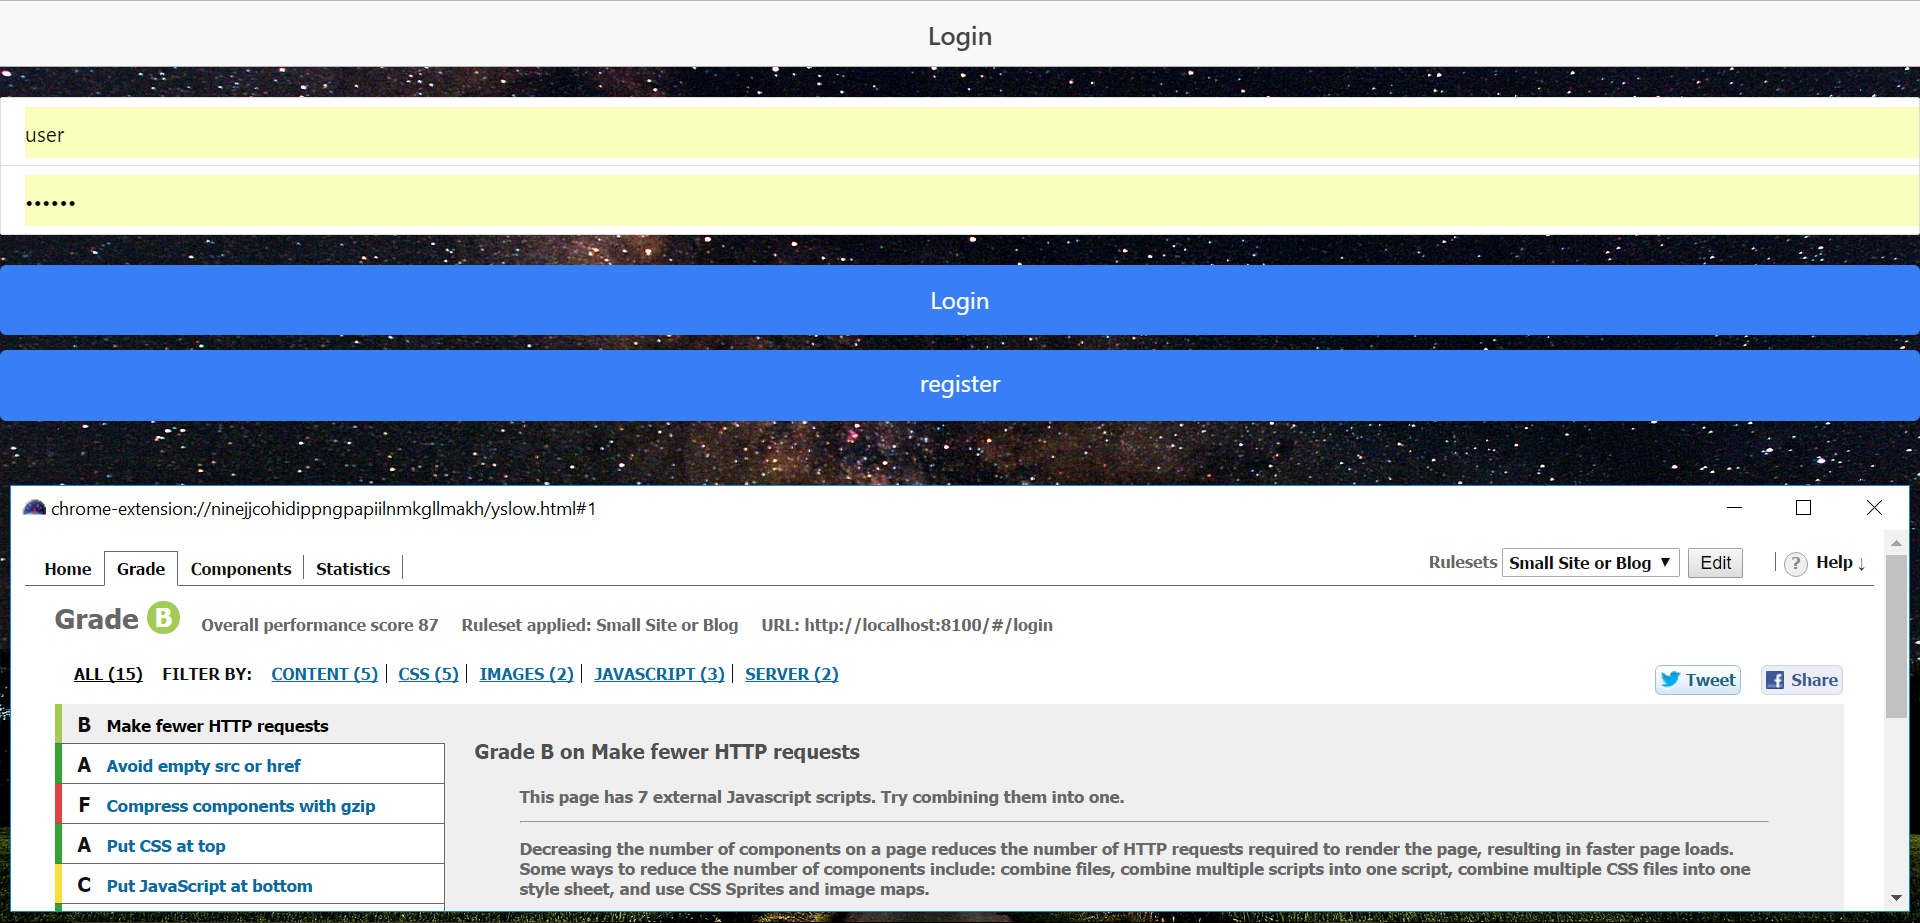 Login
user
••••••
Login
register
chrome-extension://ninejjcohidippngpapiilnmkgllmakh/yslow.html#1
Home Grade Components Statistics Rulesets Small Site or Blog ▼ Edit ? Help ↓
Grade B Overall performance score 87 Ruleset applied: Small Site or Blog URL: http://localhost:8100/#/login
ALL (15) FILTER BY: CONTENT (5) CSS (5) IMAGES (2) JAVASCRIPT (3) SERVER (2)
Tweet Share
B Make fewer HTTP requests
A Avoid empty src or href
F Compress components with gzip
A Put CSS at top
C Put JavaScript at bottom
Grade B on Make fewer HTTP requests
This page has 7 external Javascript scripts. Try combining them into one.
Decreasing the number of components on a page reduces the number of HTTP requests required to render the page, resulting in faster page loads.
Some ways to reduce the number of components include: combine files, combine multiple scripts into one script, combine multiple CSS files into one
style sheet, and use CSS Sprites and image maps.